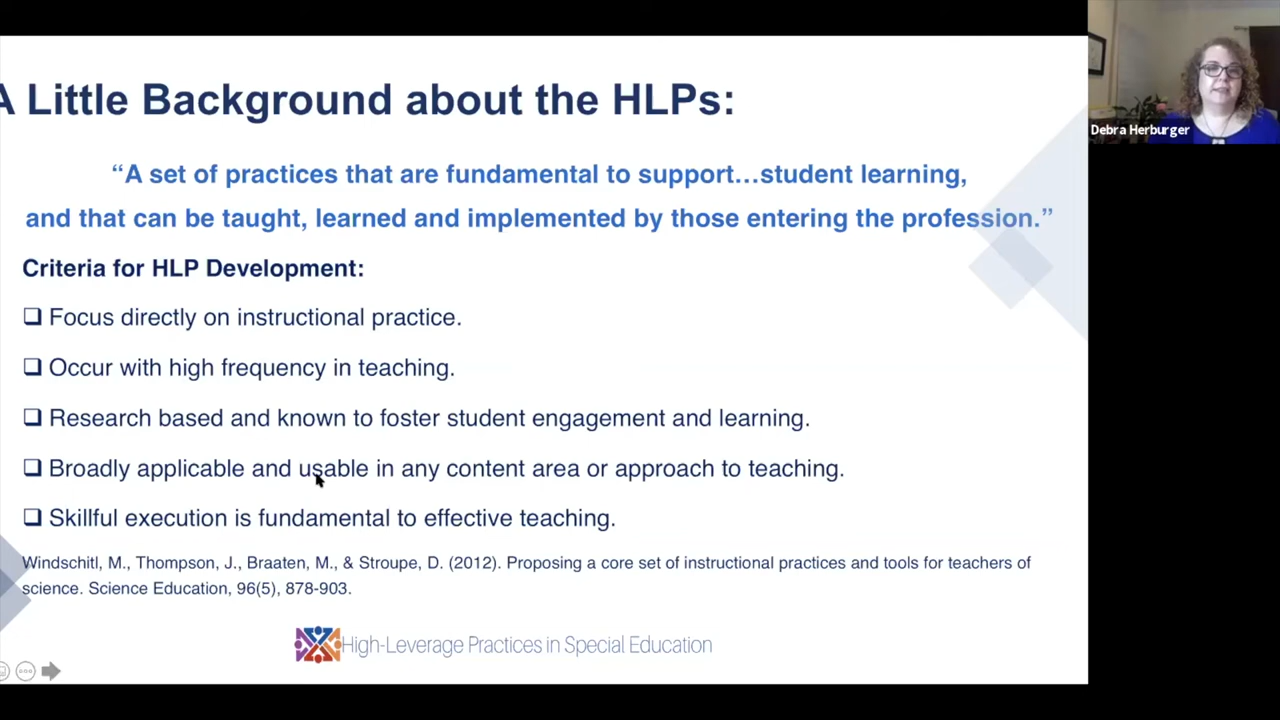 A Little Background about the HLPs:
Debra Herburger
“A set of practices that are fundamental to support…student learning,
and that can be taught, learned and implemented by those entering the profession.”
Criteria for HLP Development:
❑ Focus directly on instructional practice.
❑ Occur with high frequency in teaching.
❑ Research based and known to foster student engagement and learning.
❑ Broadly applicable and usable in any content area or approach to teaching.
❑ Skillful execution is fundamental to effective teaching.
Windschitl, M., Thompson, J., Braaten, M., & Stroupe, D. (2012). Proposing a core set of instructional practices and tools for teachers of
science. Science Education, 96(5), 878-903.
High-Leverage Practices in Special Education